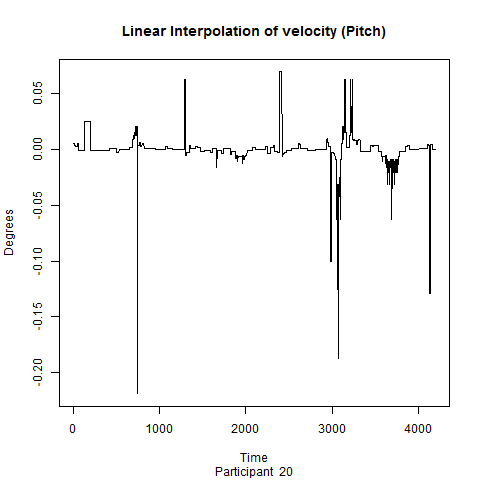 Linear Interpolation of velocity (Pitch)
0.05
0.00
-0.05
-0.10
-0.15
-0.20
Degrees
0 1000 2000 3000 4000
Time
Participant 20